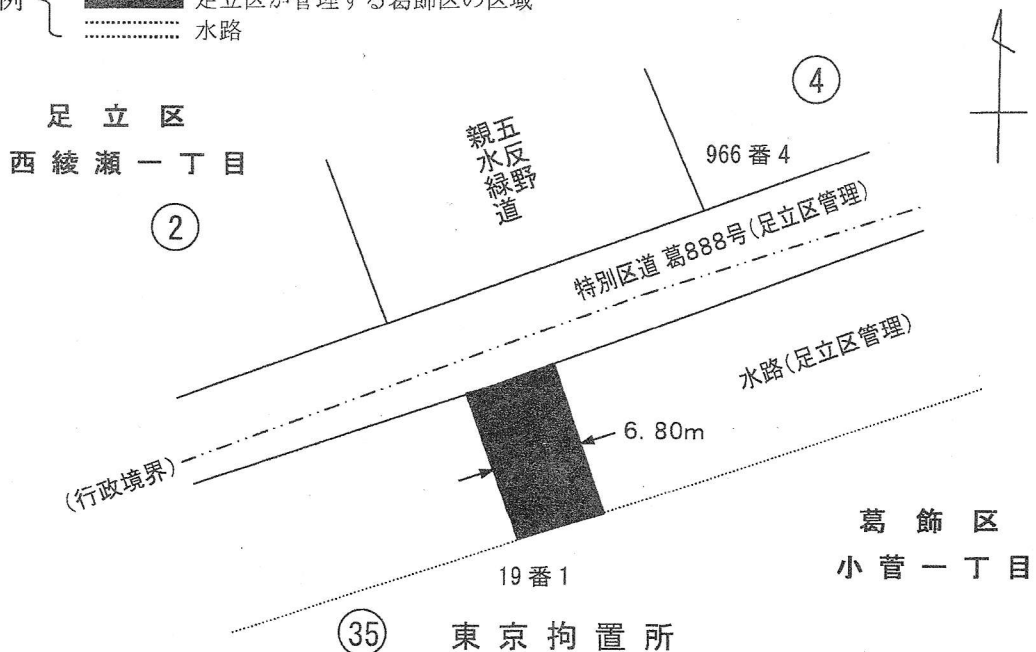 例 足立区が管理する葛飾区の区域
水路
足立区
西綾瀬一丁目
②
五反野
親水緑道
④
966番4
特別区道 葛888号(足立区管理)
水路(足立区管理)
6.80m
(行政境界)
葛飾区
小菅一丁目
19番1
㉟ 東京拘置所